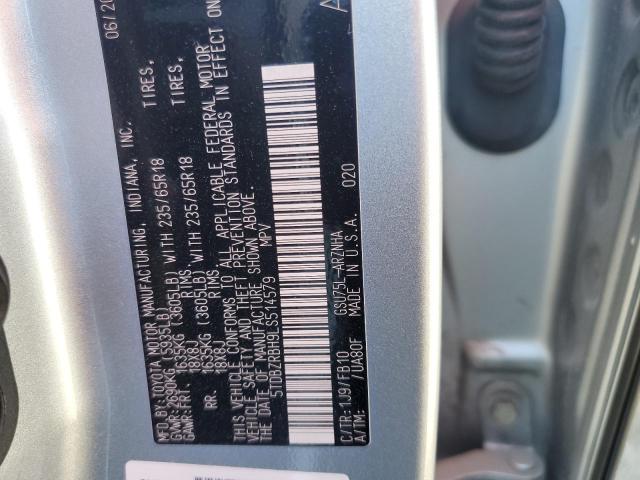 06/20
MFD. BY:TOYOTA MOTOR MANUFACTURING, INDIANA, INC.
GVWR:2690KG (5935LB)
GAWR:FRT. 1635KG (3605LB) WITH 235/65R18 TIRES,
18X8J RIMS
RR. 1635KG (3605LB) WITH 235/65R18 TIRES,
18X8J RIMS
THIS VEHICLE CONFORMS TO ALL APPLICABLE FEDERAL MOTOR
VEHICLE SAFETY AND THEFT PREVENTION STANDARDS IN EFFECT ON
THE DATE OF MANUFACTURE SHOWN ABOVE.
5TDBZRBH9LS514579 MPV
C/TR:1J9/FB10 GSU75L-ARZNHA 020
A/TM: /UA80F MADE IN U.S.A.